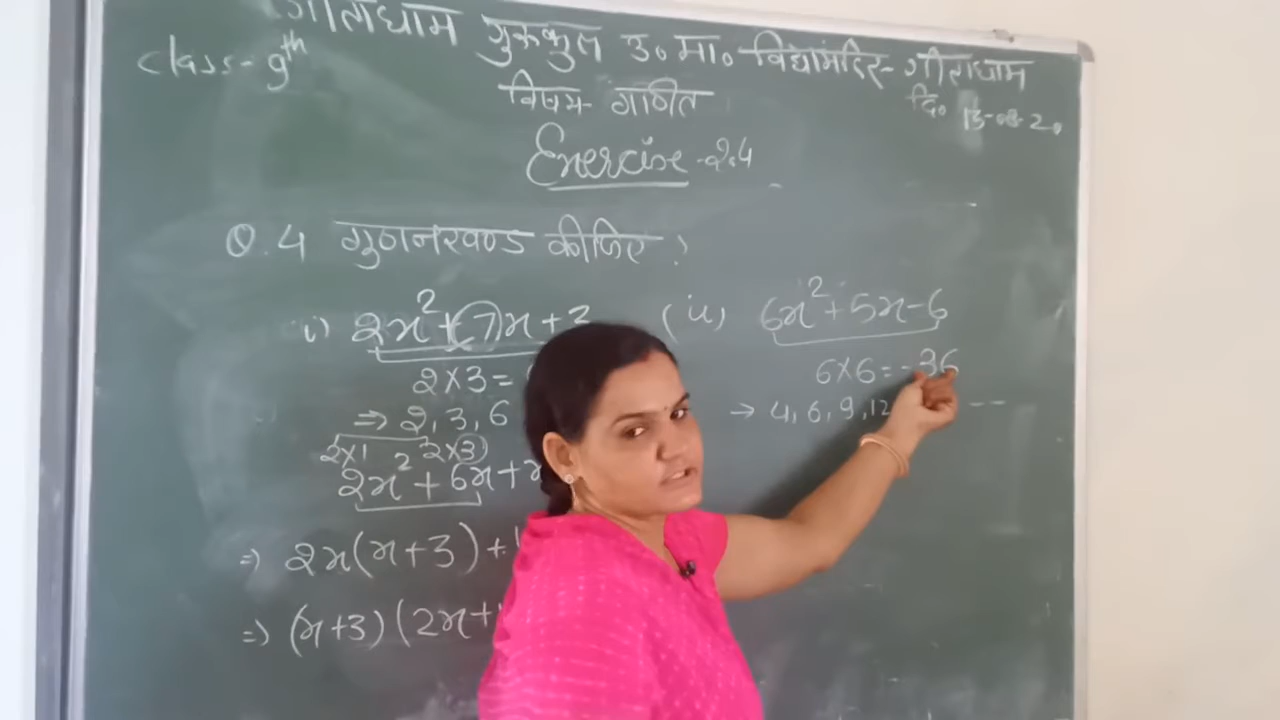 गीताधाम गुरुकुल उ०मा० विद्यामंदिर-गीताधाम
class-9th
विषय- गणित
दि० 13-08-20
Exercise-2.4
Q.4 गुणनखण्ड कीजिए?
i) 2x²+7x+3
2×3=
⇒ 2, 3, 6
2×1 2×3
2x²+6x+x
⇒ 2x(x+3)+1
⇒ (x+3)(2x+
(ii) 6x²+5x-6
6×6=-36
→ 4, 6, 9, 12 --